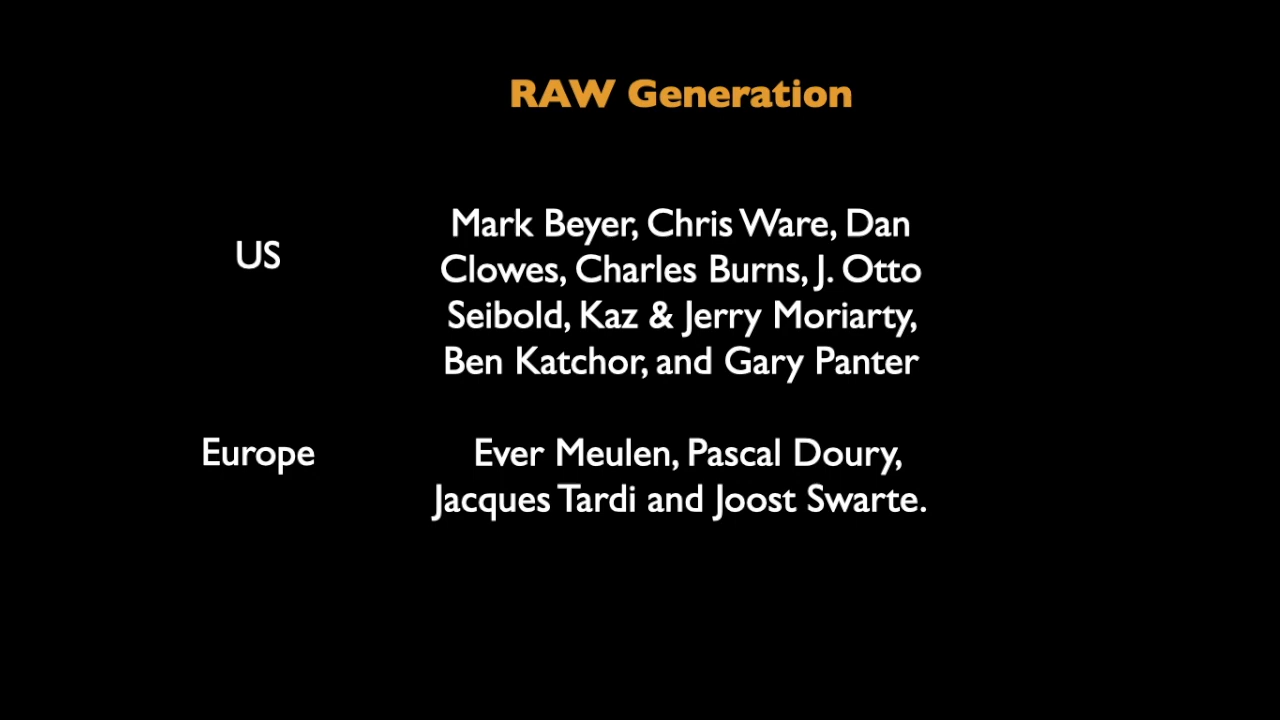 RAW Generation
US
Mark Beyer, Chris Ware, Dan
Clowes, Charles Burns, J. Otto
Seibold, Kaz & Jerry Moriarty,
Ben Katchor, and Gary Panter
Europe
Ever Meulen, Pascal Doury,
Jacques Tardi and Joost Swarte.